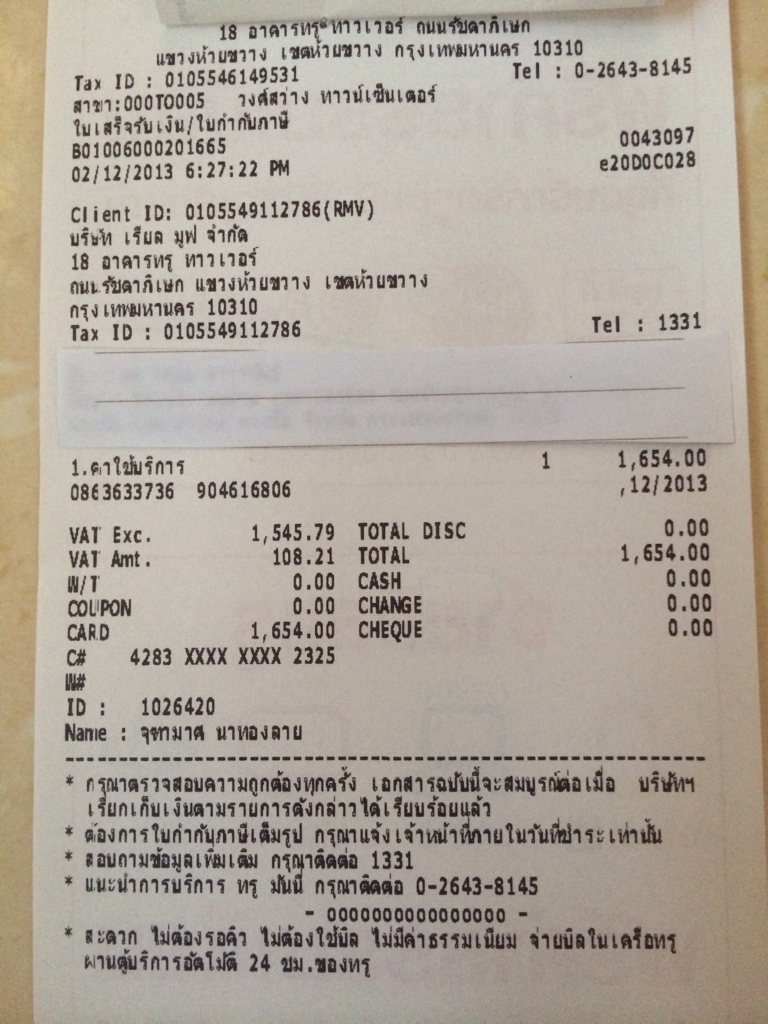 18 อาคารทรู ทาวเวอร์ ถนนรัชดาภิเษก
แขวงห้วยขวาง เขตห้วยขวาง กรุงเทพมหานคร 10310
Tax ID : 0105546149531 Tel : 0-2643-8145
สาขา:000T0005 วงศ์สว่าง ทาวน์เซ็นเตอร์
ใบเสร็จรับเงิน/ใบกำกับภาษี
B01006000201665 0043097
02/12/2013 6:27:22 PM e20D0C028
Client ID: 0105549112786(RMV)
บริษัท เรียล มูฟ จำกัด
18 อาคารทรู ทาวเวอร์
ถนนรัชดาภิเษก แขวงห้วยขวาง เขตห้วยขวาง
กรุงเทพมหานคร 10310
Tax ID : 0105549112786 Tel : 1331
1.ค่าใช้บริการ 1 1,654.00
0863633736 904616806 ,12/2013
VAT Exc. 1,545.79 TOTAL DISC 0.00
VAT Amt. 108.21 TOTAL 1,654.00
W/T 0.00 CASH 0.00
COUPON 0.00 CHANGE 0.00
CARD 1,654.00 CHEQUE 0.00
C# 4283 XXXX XXXX 2325
W#
ID : 1026420
Name : จุฑามาศ นาทองลาย
* กรุณาตรวจสอบความถูกต้องทุกครั้ง เอกสารฉบับนี้จะสมบูรณ์ต่อเมื่อ บริษัทฯ
เรียกเก็บเงินตามรายการดังกล่าวได้เรียบร้อยแล้ว
* ต้องการใบกำกับภาษีเต็มรูป กรุณาแจ้งเจ้าหน้าที่ภายในวันที่ชำระเท่านั้น
* สอบถามข้อมูลเพิ่มเติม กรุณาติดต่อ 1331
* แนะนำการบริการ ทรู มันนี่ กรุณาติดต่อ 0-2643-8145
- 0000000000000000 -
* สะดวก ไม่ต้องรอคิว ไม่ต้องใช้บิล ไม่มีค่าธรรมเนียม จ่ายบิลในเครือทรู
ผ่านตู้บริการอัตโนมัติ 24 ชม.ของทรู